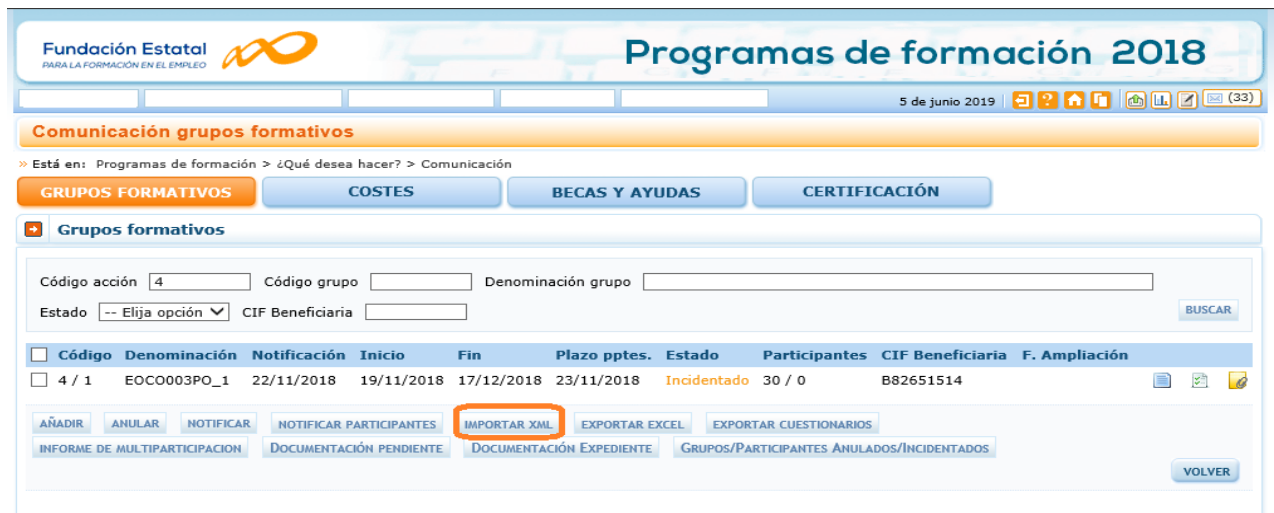 Fundación Estatal
PARA LA FORMACIÓN EN EL EMPLEO
Programas de formación 2018
5 de junio 2019 (33)
Comunicación grupos formativos
» Está en: Programas de formación > ¿Qué desea hacer? > Comunicación
GRUPOS FORMATIVOS COSTES BECAS Y AYUDAS CERTIFICACIÓN
Grupos formativos
Código acción 4 Código grupo Denominación grupo
Estado -- Elija opción CIF Beneficiaria BUSCAR
Código Denominación Notificación Inicio Fin Plazo pptes. Estado Participantes CIF Beneficiaria F. Ampliación
4 / 1 EOCO003PO_1 22/11/2018 19/11/2018 17/12/2018 23/11/2018 Incidentado 30 / 0 B82651514
AÑADIR ANULAR NOTIFICAR NOTIFICAR PARTICIPANTES IMPORTAR XML EXPORTAR EXCEL EXPORTAR CUESTIONARIOS
INFORME DE MULTIPARTICIPACION DOCUMENTACIÓN PENDIENTE DOCUMENTACIÓN EXPEDIENTE GRUPOS/PARTICIPANTES ANULADOS/INCIDENTADOS
VOLVER